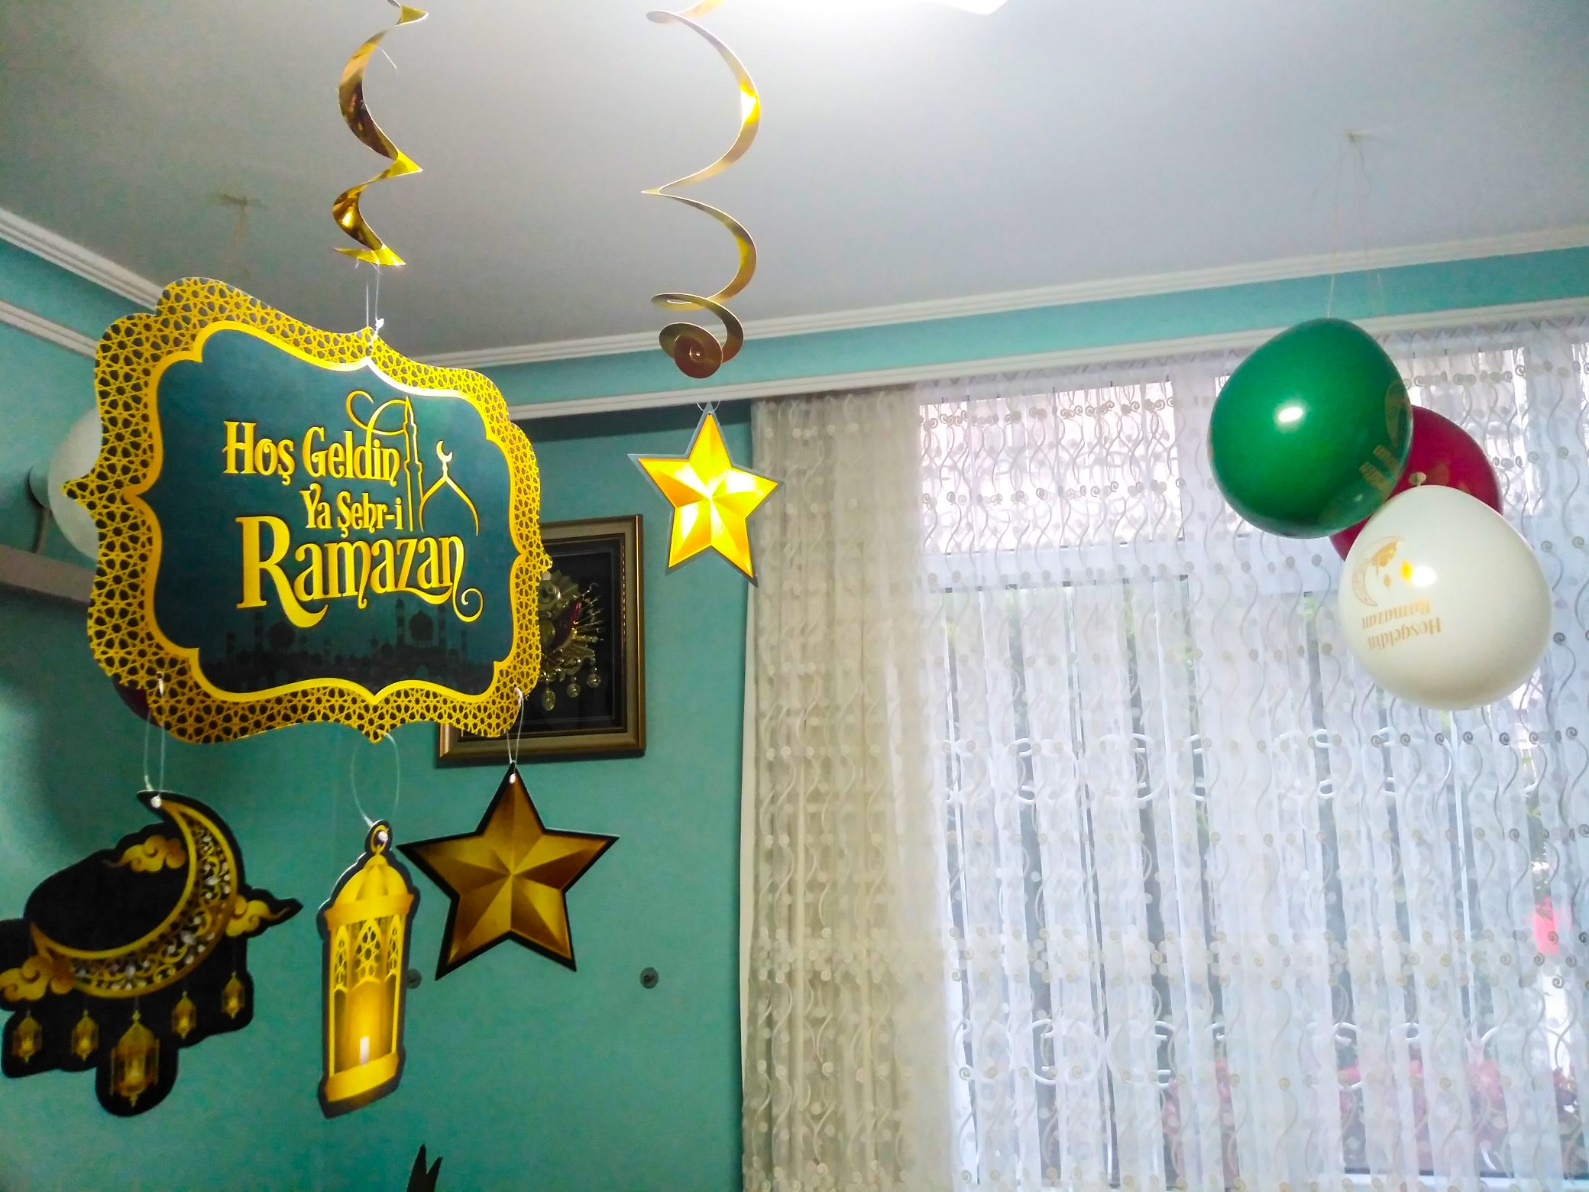 Hoş Geldin
Ya Şehr-i
Ramazan
Hoşgeldin
Ramazan